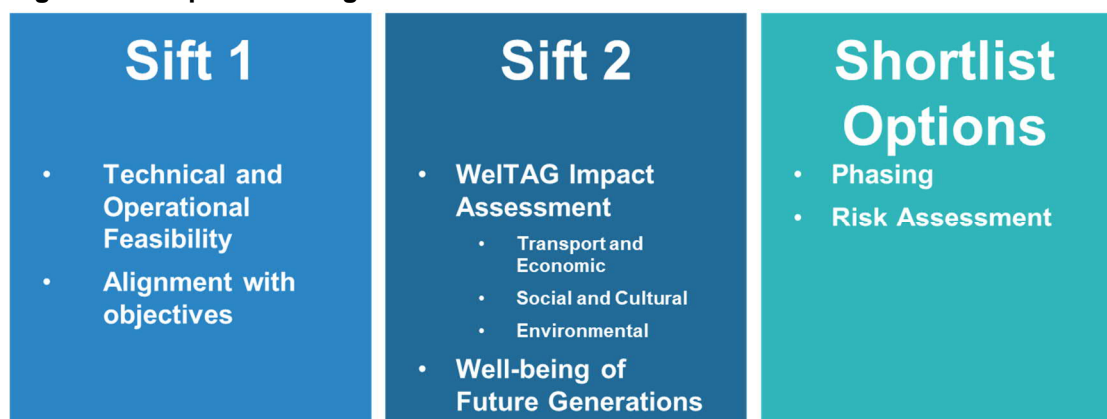 Sift 1
• Technical and
Operational
Feasibility
• Alignment with
objectives
Sift 2
• WelTAG Impact
Assessment
• Transport and
Economic
• Social and Cultural
• Environmental
• Well-being of
Future Generations
Shortlist
Options
• Phasing
• Risk Assessment